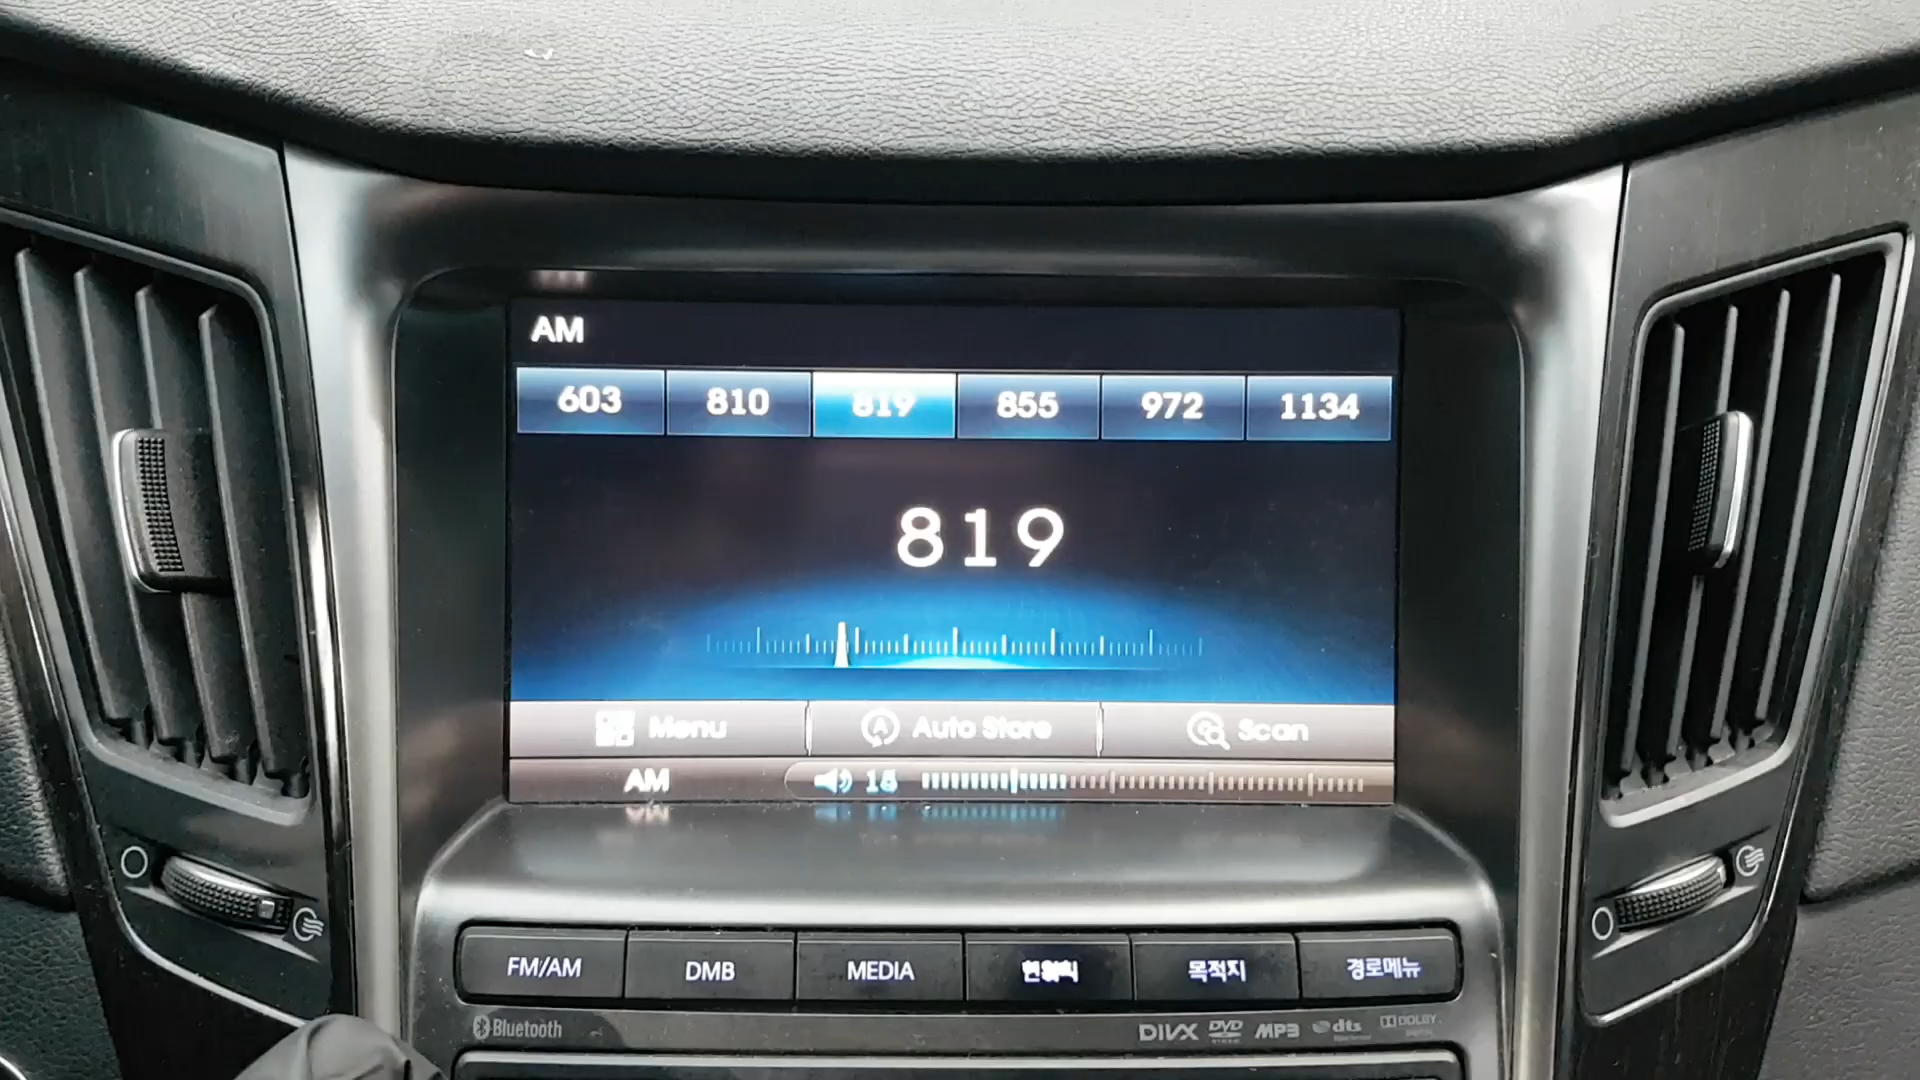 AM
603 810 819 855 972 1134
819
Menu Auto Store Scan
AM
FM/AM DMB MEDIA 현위치 목적지 경로메뉴
Bluetooth DIVX DVD MP3 dts DOLBY